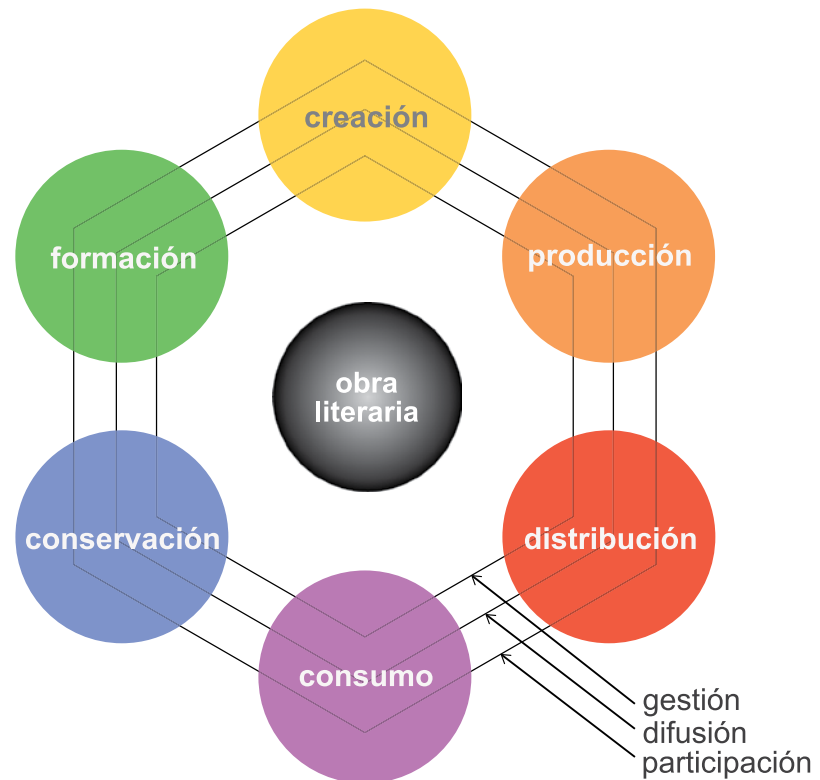 creación
formación
producción
obra
literaria
conservación
distribución
consumo
gestión
difusión
participación